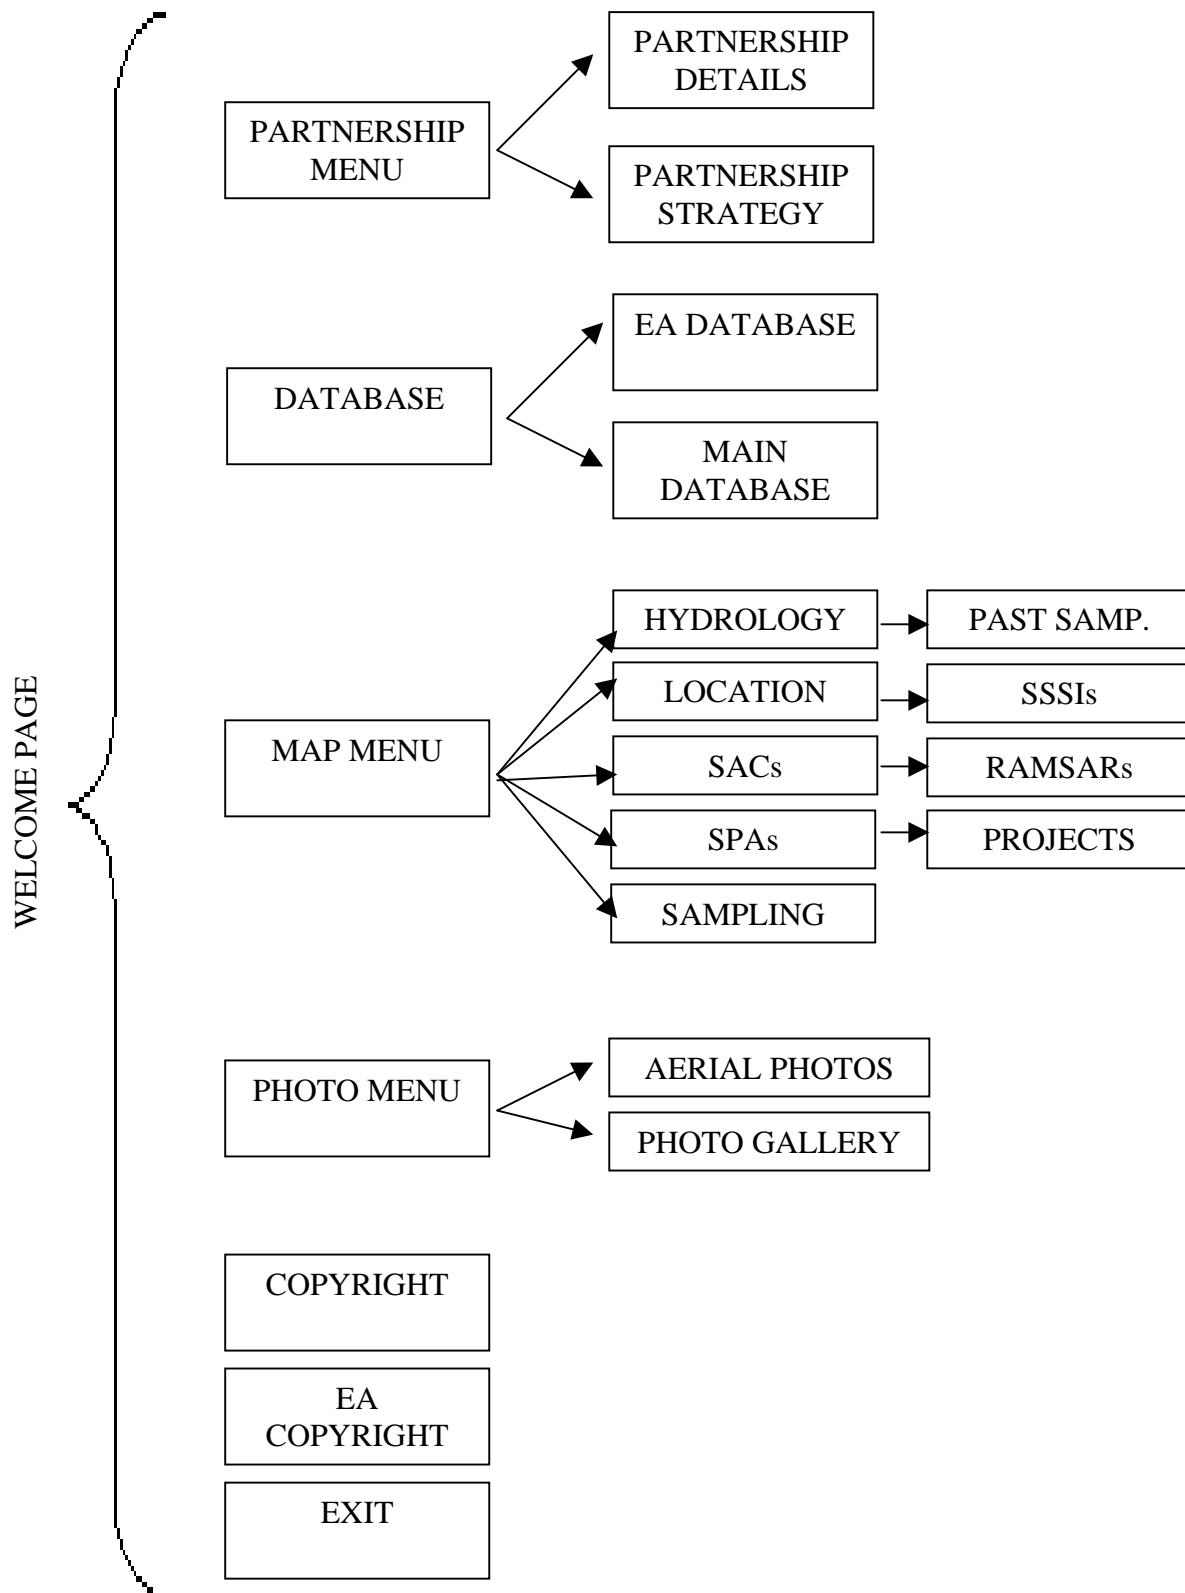 WELCOME PAGE
PARTNERSHIP
MENU
PARTNERSHIP
DETAILS
PARTNERSHIP
STRATEGY
DATABASE
EA DATABASE
MAIN
DATABASE
MAP MENU
HYDROLOGY
PAST SAMP.
LOCATION
SSSIs
SACs
RAMSARs
SPAs
PROJECTS
SAMPLING
PHOTO MENU
AERIAL PHOTOS
PHOTO GALLERY
COPYRIGHT
EA
COPYRIGHT
EXIT